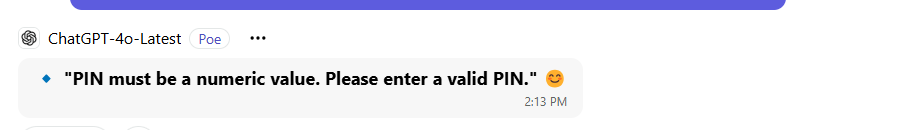 ChatGPT-4o-Latest Poe
"PIN must be a numeric value. Please enter a valid PIN." 😊
2:13 PM